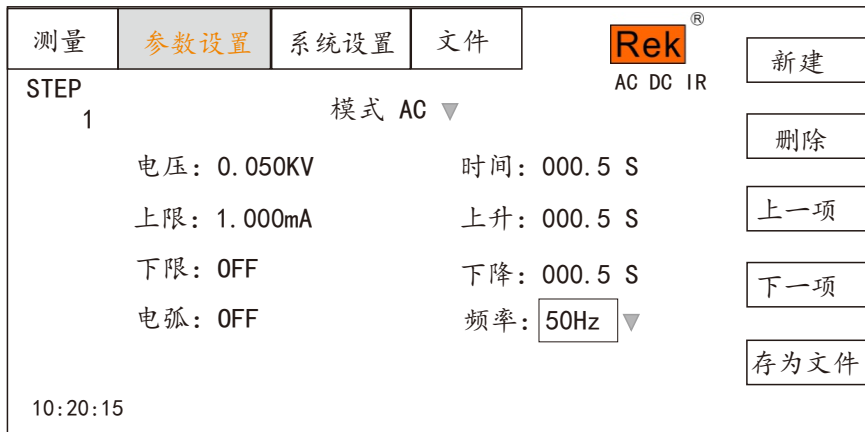 测量 参数设置 系统设置 文件 Rek®
AC DC IR
STEP
1
模式 AC
电压: 0.050KV 时间: 000.5 S
上限: 1.000mA 上升: 000.5 S
下限: OFF 下降: 000.5 S
电弧: OFF 频率: 50Hz
10:20:15
新建
删除
上一项
下一项
存为文件